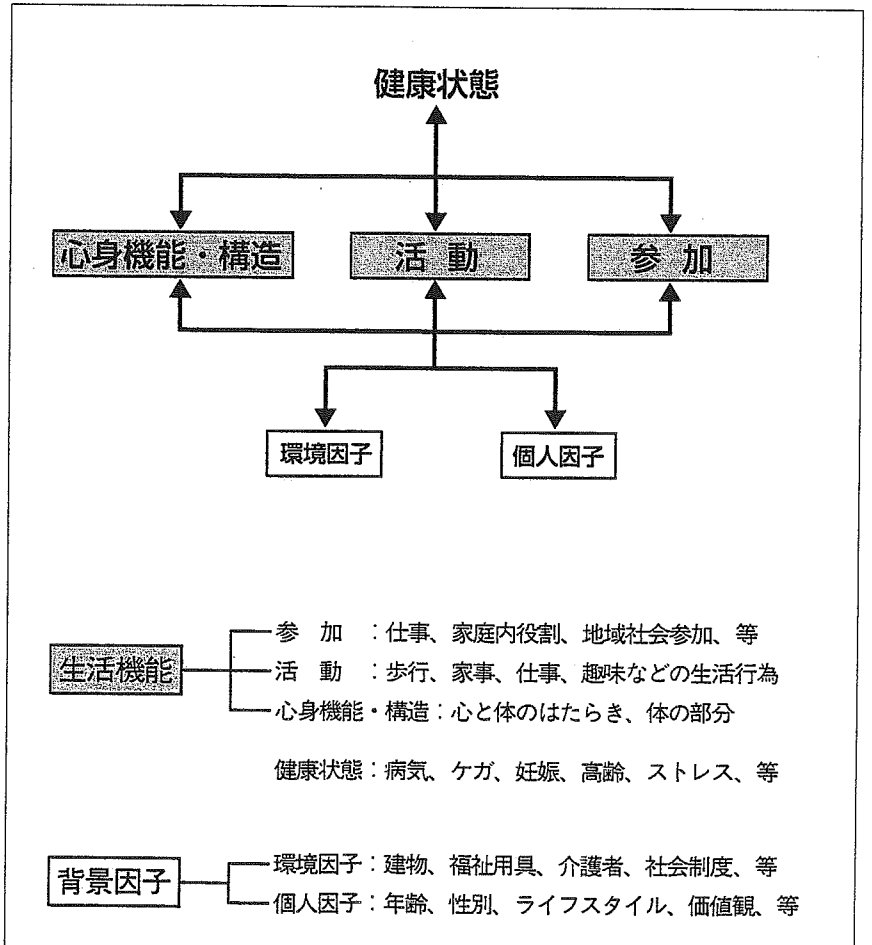 健康状態
心身機能・構造 活動 参加
環境因子 個人因子
参加：仕事、家庭内役割、地域社会参加、等
生活機能 活動：歩行、家事、仕事、趣味などの生活行為
心身機能・構造：心と体のはたらき、体の部分
健康状態：病気、ケガ、妊娠、高齢、ストレス、等
環境因子：建物、福祉用具、介護者、社会制度、等
背景因子
個人因子：年齢、性別、ライフスタイル、価値観、等